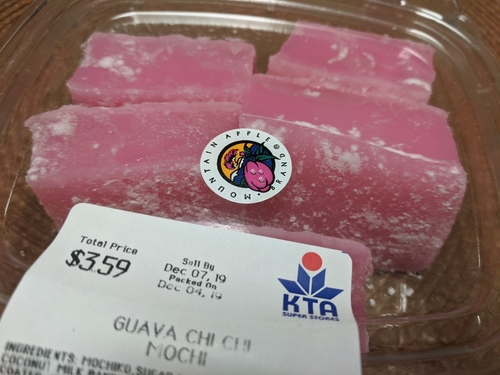 MOUNTAIN APPLE @ BRAND •
Total Price
$3.59
Sell By
Dec 07, 19
Packed On
Dec 04, 19
KTA
SUPER STORES
GUAVA CHI CHI
MOCHI
INGREDIENTS: MOCHIKO, SUGAR
COCONUT MILK